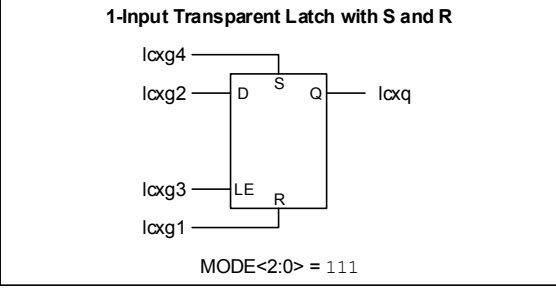 1-Input Transparent Latch with S and R
lcxg4
S
lcxg2
D
Q
lcxq
lcxg3
LE
R
lcxg1
MODE<2:0> = 111